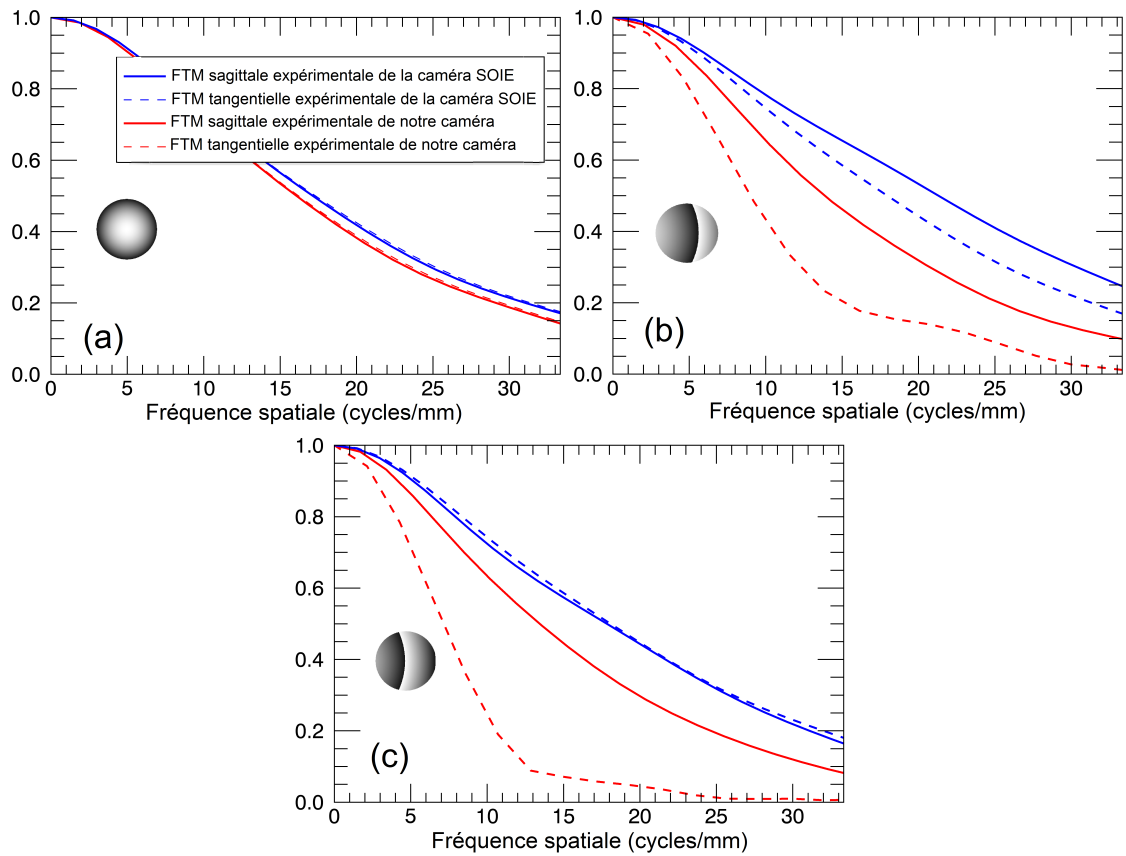 1.0
0.8
0.6
0.4
0.2
0.0
FTM sagittale expérimentale de la caméra SOIE
FTM tangentielle expérimentale de la caméra SOIE
FTM sagittale expérimentale de notre caméra
FTM tangentielle expérimentale de notre caméra
(a)
0 5 10 15 20 25 30
Fréquence spatiale (cycles/mm)
1.0
0.8
0.6
0.4
0.2
0.0
(b)
0 5 10 15 20 25 30
Fréquence spatiale (cycles/mm)
1.0
0.8
0.6
0.4
0.2
0.0
(c)
0 5 10 15 20 25 30
Fréquence spatiale (cycles/mm)